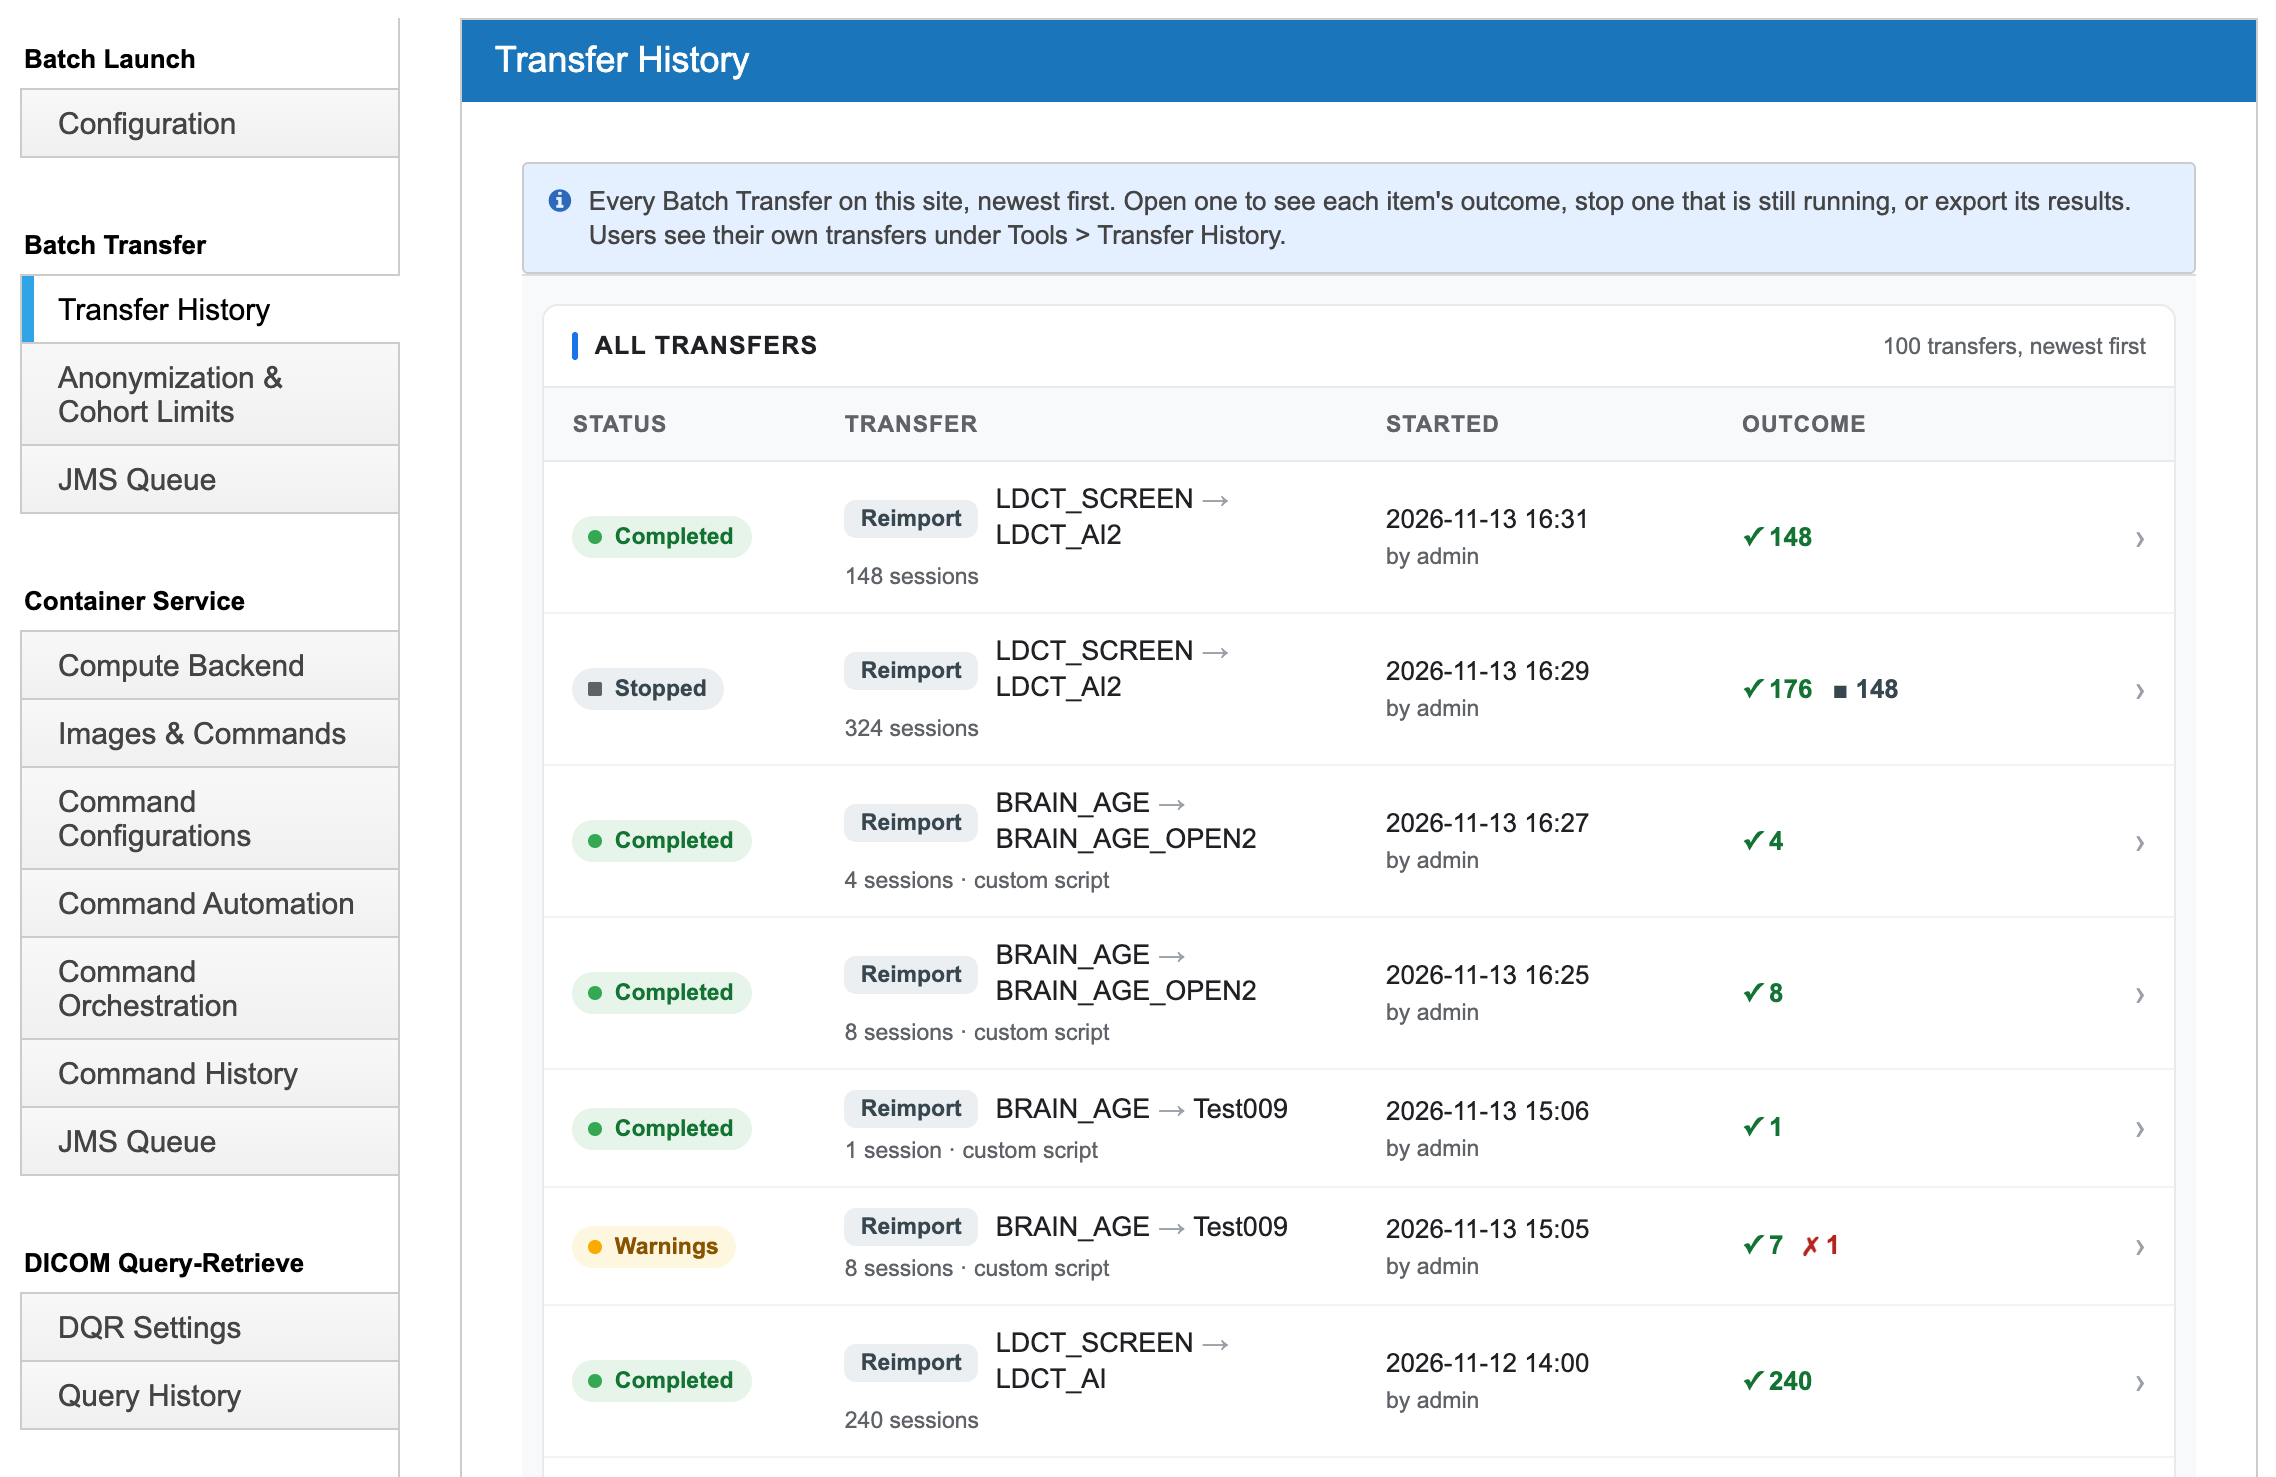 Batch Launch
Configuration
Batch Transfer
Transfer History
Anonymization &
Cohort Limits
JMS Queue
Container Service
Compute Backend
Images & Commands
Command
Configurations
Command Automation
Command
Orchestration
Command History
JMS Queue
DICOM Query-Retrieve
DQR Settings
Query History
Transfer History
Every Batch Transfer on this site, newest first. Open one to see each item's outcome, stop one that is still running, or export its results.
Users see their own transfers under Tools > Transfer History.
ALL TRANSFERS
100 transfers, newest first
STATUS TRANSFER STARTED OUTCOME
Completed
Reimport
LDCT_SCREEN →
LDCT_AI2
148 sessions
2026-11-13 16:31
by admin
✓ 148
Stopped
Reimport
LDCT_SCREEN →
LDCT_AI2
324 sessions
2026-11-13 16:29
by admin
✓ 176 ■ 148
Completed
Reimport
BRAIN_AGE →
BRAIN_AGE_OPEN2
4 sessions · custom script
2026-11-13 16:27
by admin
✓ 4
Completed
Reimport
BRAIN_AGE →
BRAIN_AGE_OPEN2
8 sessions · custom script
2026-11-13 16:25
by admin
✓ 8
Completed
Reimport BRAIN_AGE → Test009
1 session · custom script
2026-11-13 15:06
by admin
✓ 1
Warnings
Reimport BRAIN_AGE → Test009
8 sessions · custom script
2026-11-13 15:05
by admin
✓ 7 ✗ 1
Completed
Reimport
LDCT_SCREEN →
LDCT_AI
240 sessions
2026-11-12 14:00
by admin
✓ 240